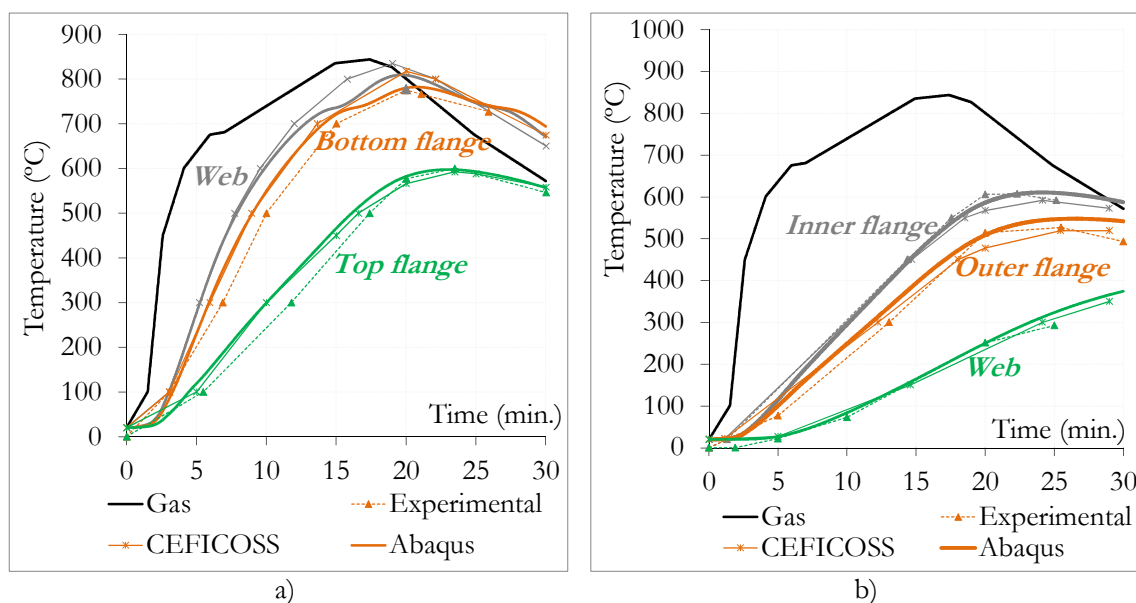 900
800
700
600
500
400
300
200
100
0
Temperature (ºC)
Web
Bottom flange
Top flange
Time (min.)
0 5 10 15 20 25 30
Gas Experimental
CEFICOSS Abaqus
a)
1000
900
800
700
600
500
400
300
200
100
0
Temperature (ºC)
Inner flange
Outer flange
Web
Time (min.)
0 5 10 15 20 25 30
Gas Experimental
CEFICOSS Abaqus
b)